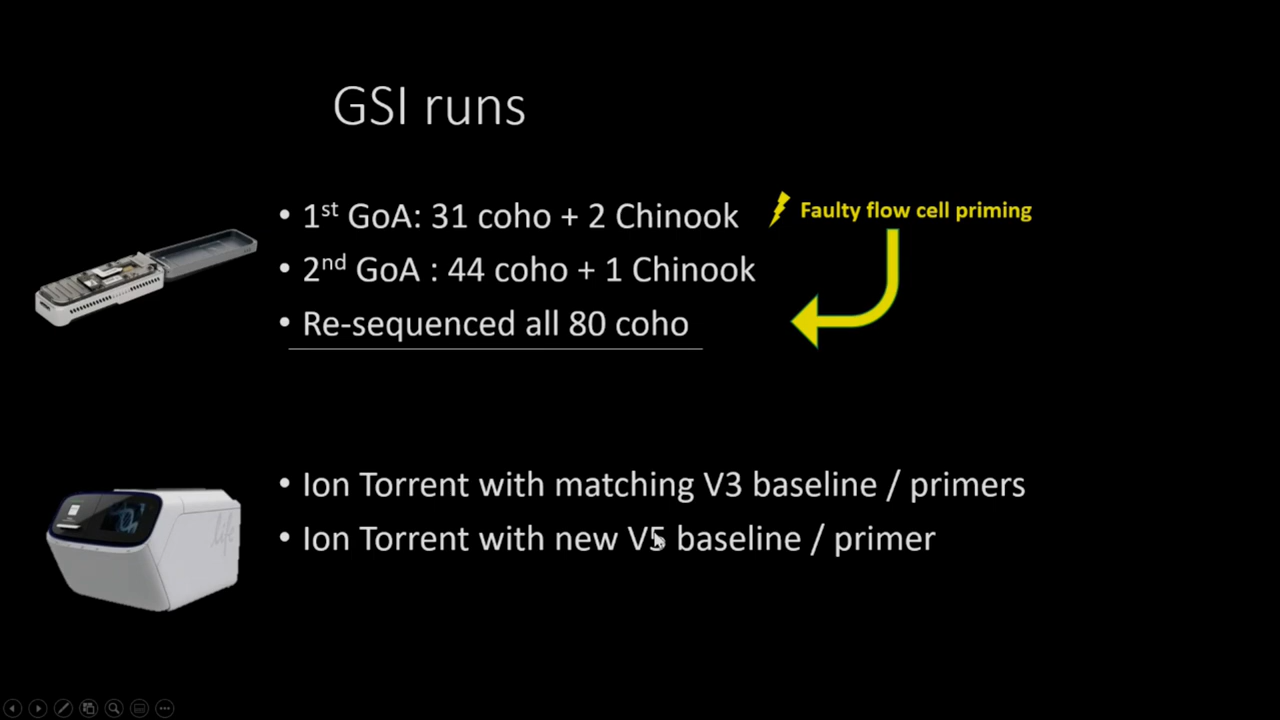 GSI runs
• 1st GoA: 31 coho + 2 Chinook
Faulty flow cell priming
• 2nd GoA : 44 coho + 1 Chinook
• Re-sequenced all 80 coho
• Ion Torrent with matching V3 baseline / primers
• Ion Torrent with new V5 baseline / primer
life